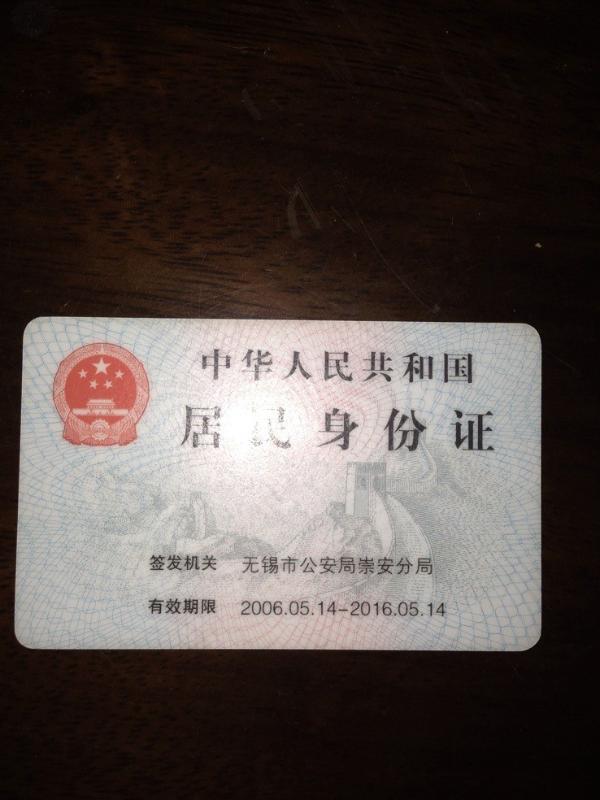 中华人民共和国
居民身份证
签发机关 无锡市公安局崇安分局
有效期限 2006.05.14-2016.05.14